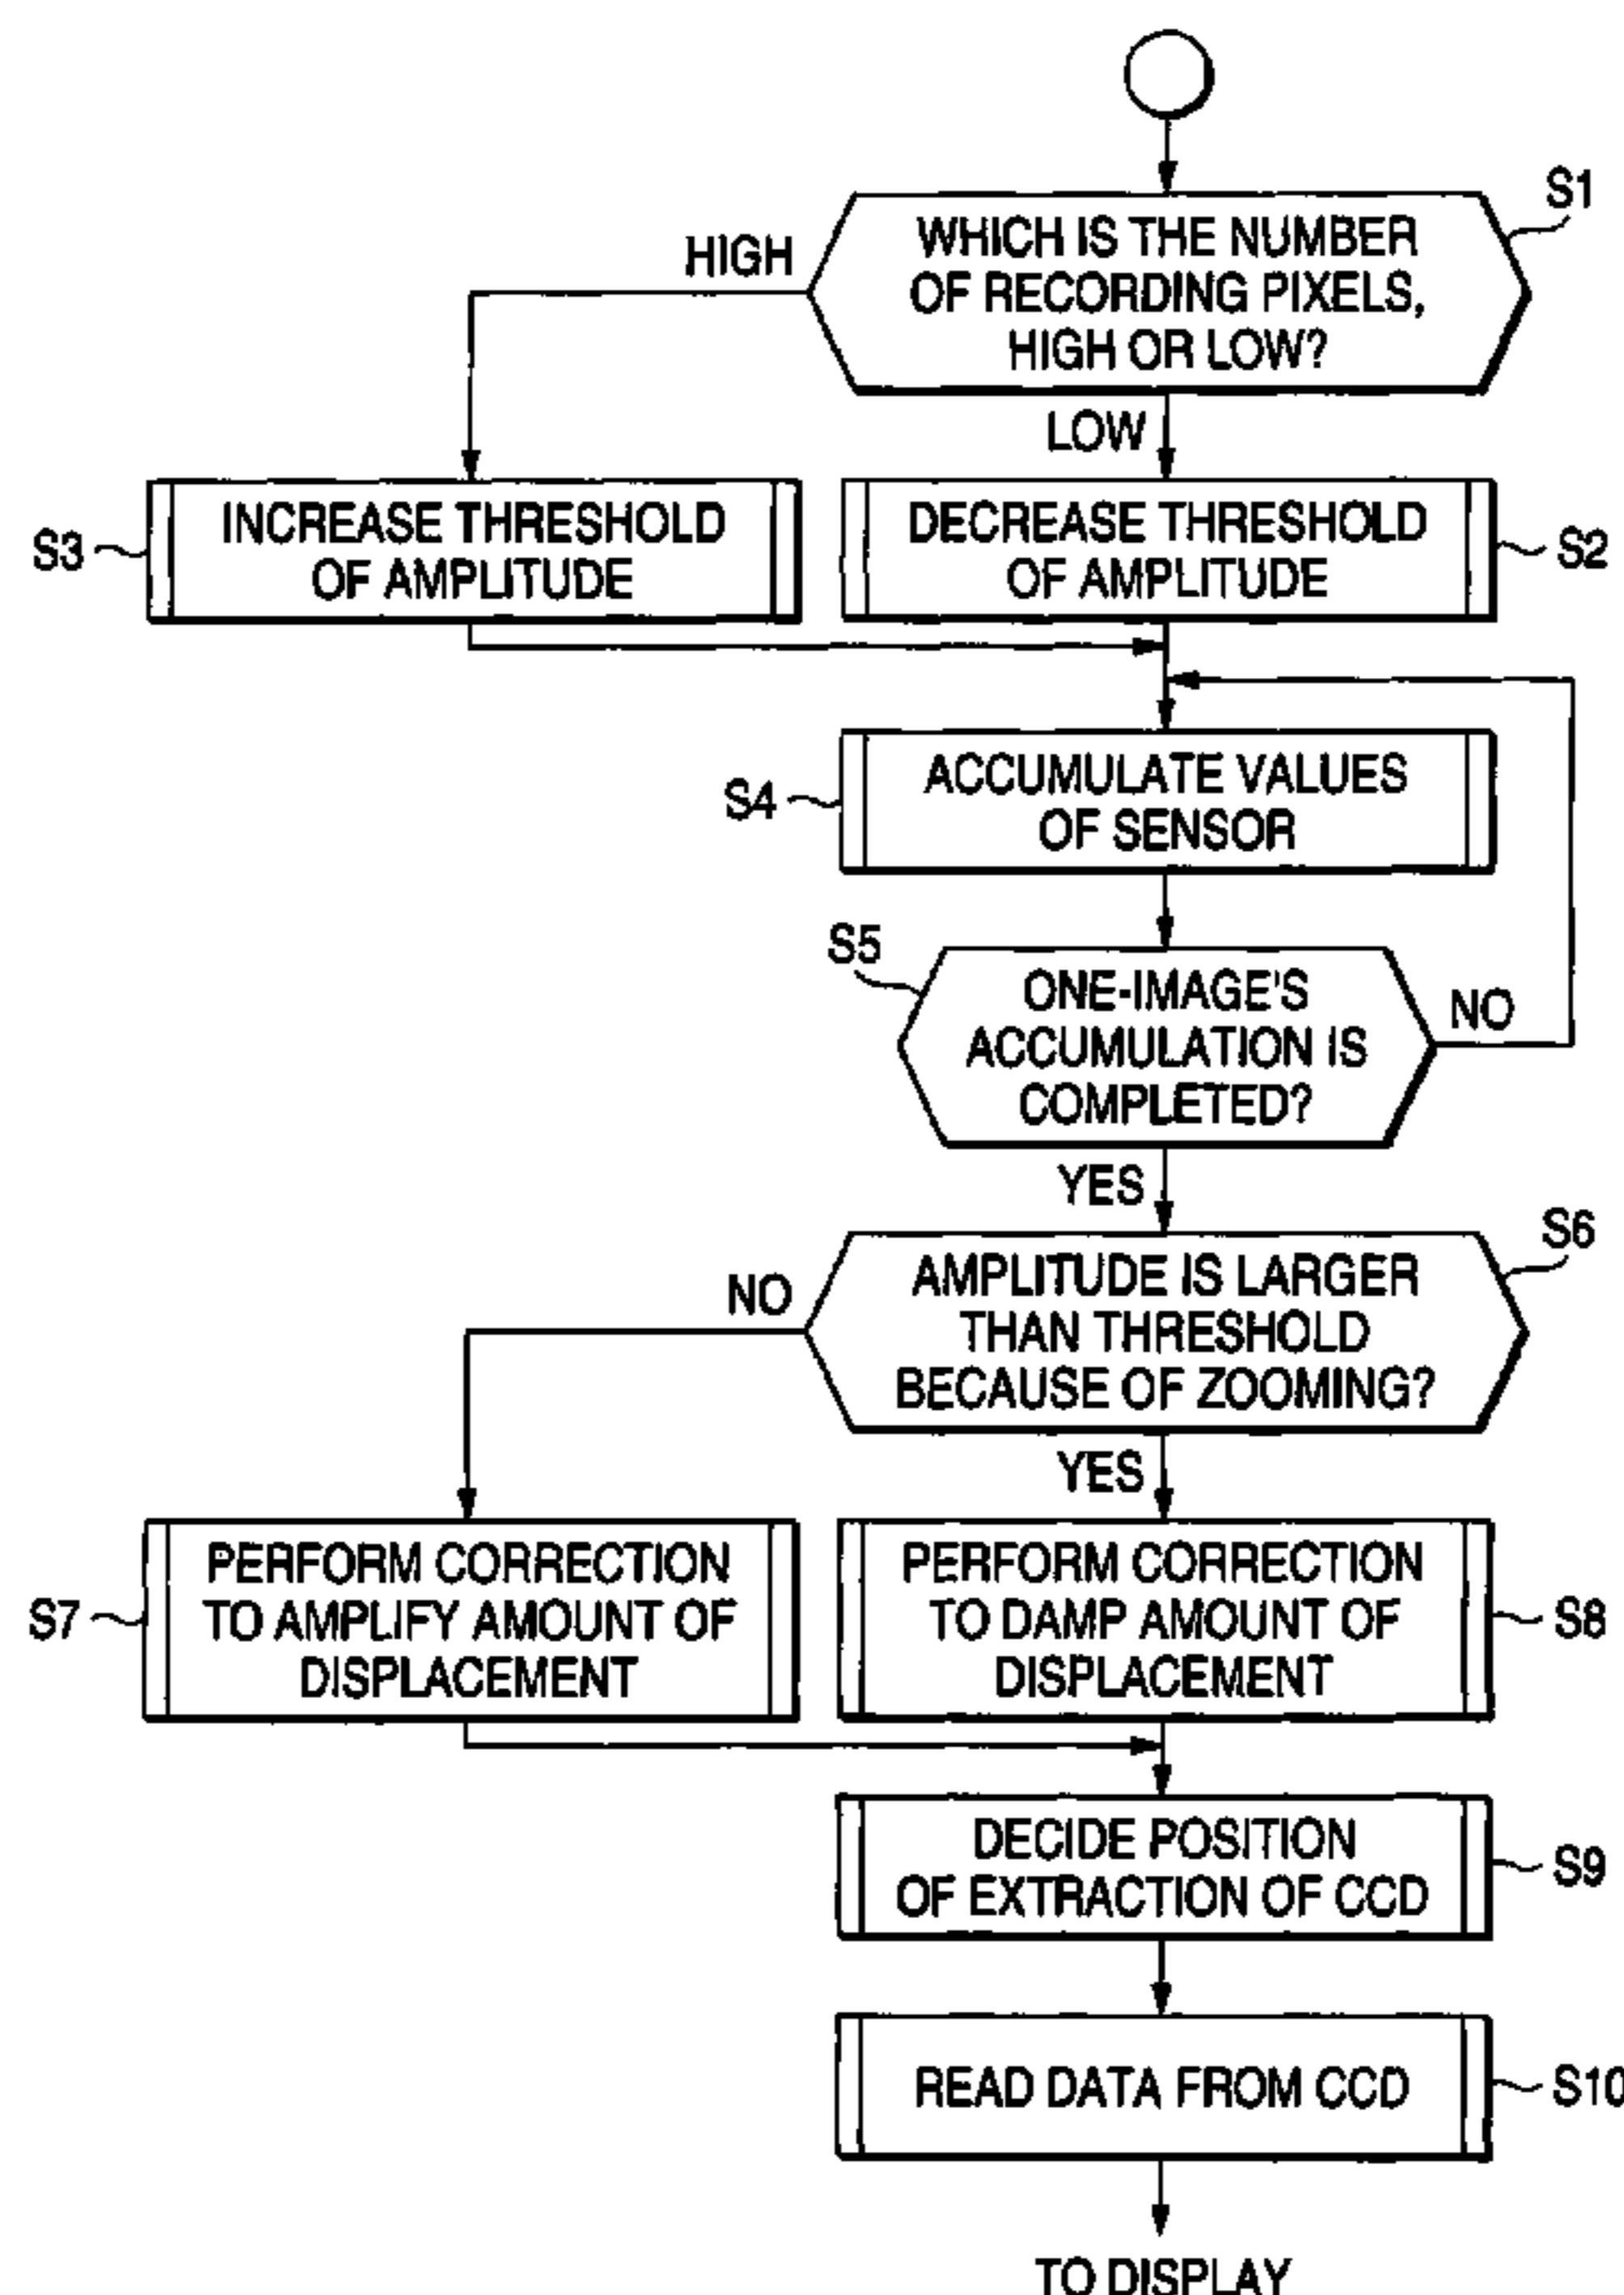 S1
WHICH IS THE NUMBER
OF RECORDING PIXELS,
HIGH OR LOW?
HIGH
LOW
S3
INCREASE THRESHOLD
OF AMPLITUDE
DECREASE THRESHOLD
OF AMPLITUDE
S2
S4
ACCUMULATE VALUES
OF SENSOR
S5
ONE-IMAGE'S
ACCUMULATION IS
COMPLETED?
NO
YES
S6
AMPLITUDE IS LARGER
THAN THRESHOLD
BECAUSE OF ZOOMING?
NO
YES
S7
PERFORM CORRECTION
TO AMPLIFY AMOUNT OF
DISPLACEMENT
PERFORM CORRECTION
TO DAMP AMOUNT OF
DISPLACEMENT
S8
DECIDE POSITION
OF EXTRACTION OF CCD
S9
READ DATA FROM CCD
S10
TO DISPLAY